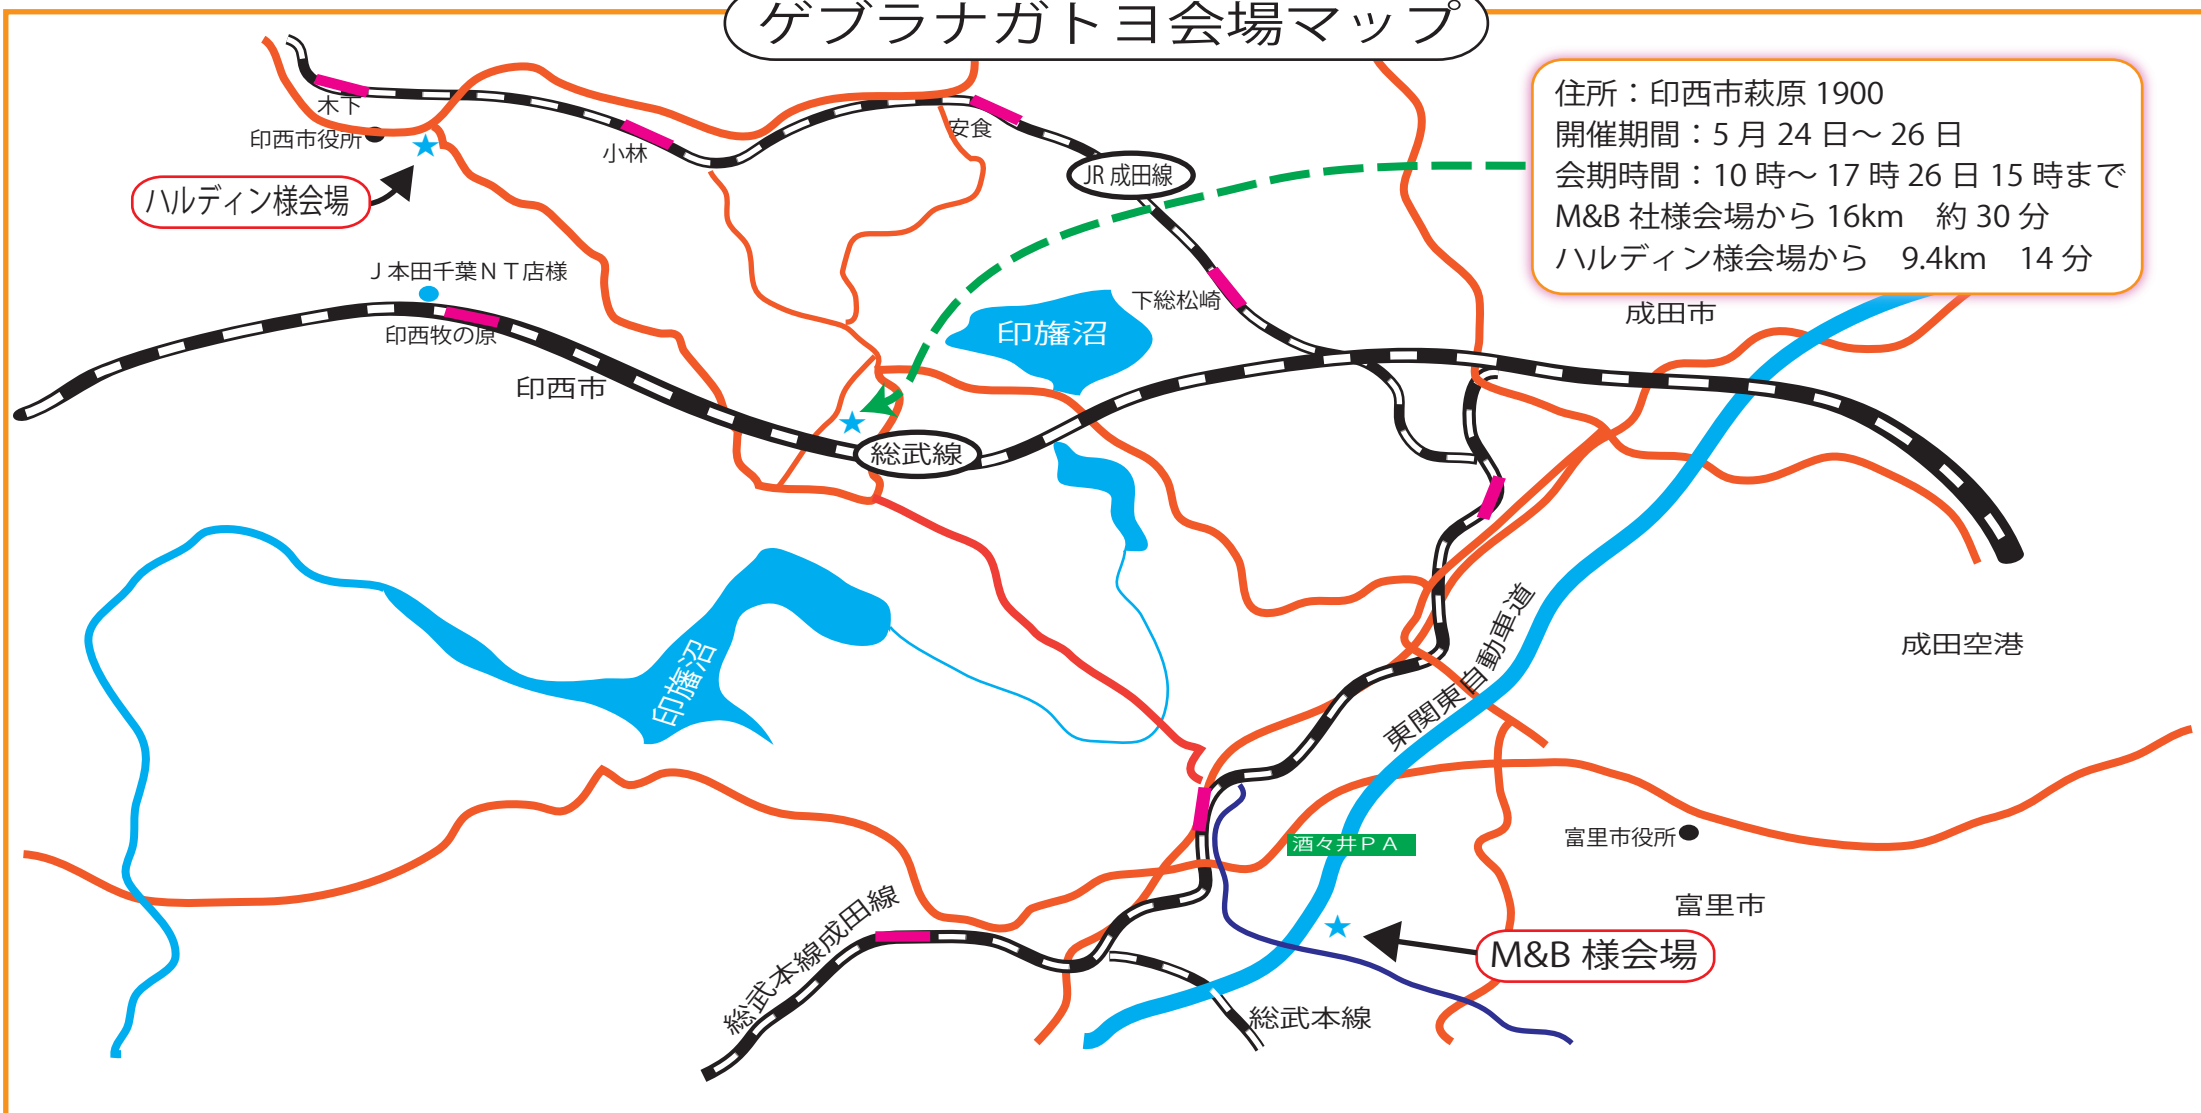 ゲブラナガトヨ会場マップ
住所：印西市萩原 1900
開催期間：5 月 24 日～ 26 日
会期時間：10 時～ 17 時 26 日 15 時まで
M&B 社様会場から 16km　約 30 分
ハルディン様会場から　9.4km　14 分
木下
印西市役所
小林
安食
JR 成田線
ハルディン様会場
Ｊ本田千葉ＮＴ店様
印西牧の原
印西市
下総松崎
印旛沼
成田市
総武線
印旛沼
東関東自動車道
成田空港
酒々井ＰＡ
富里市役所
富里市
総武本線成田線
M&B 様会場
総武本線